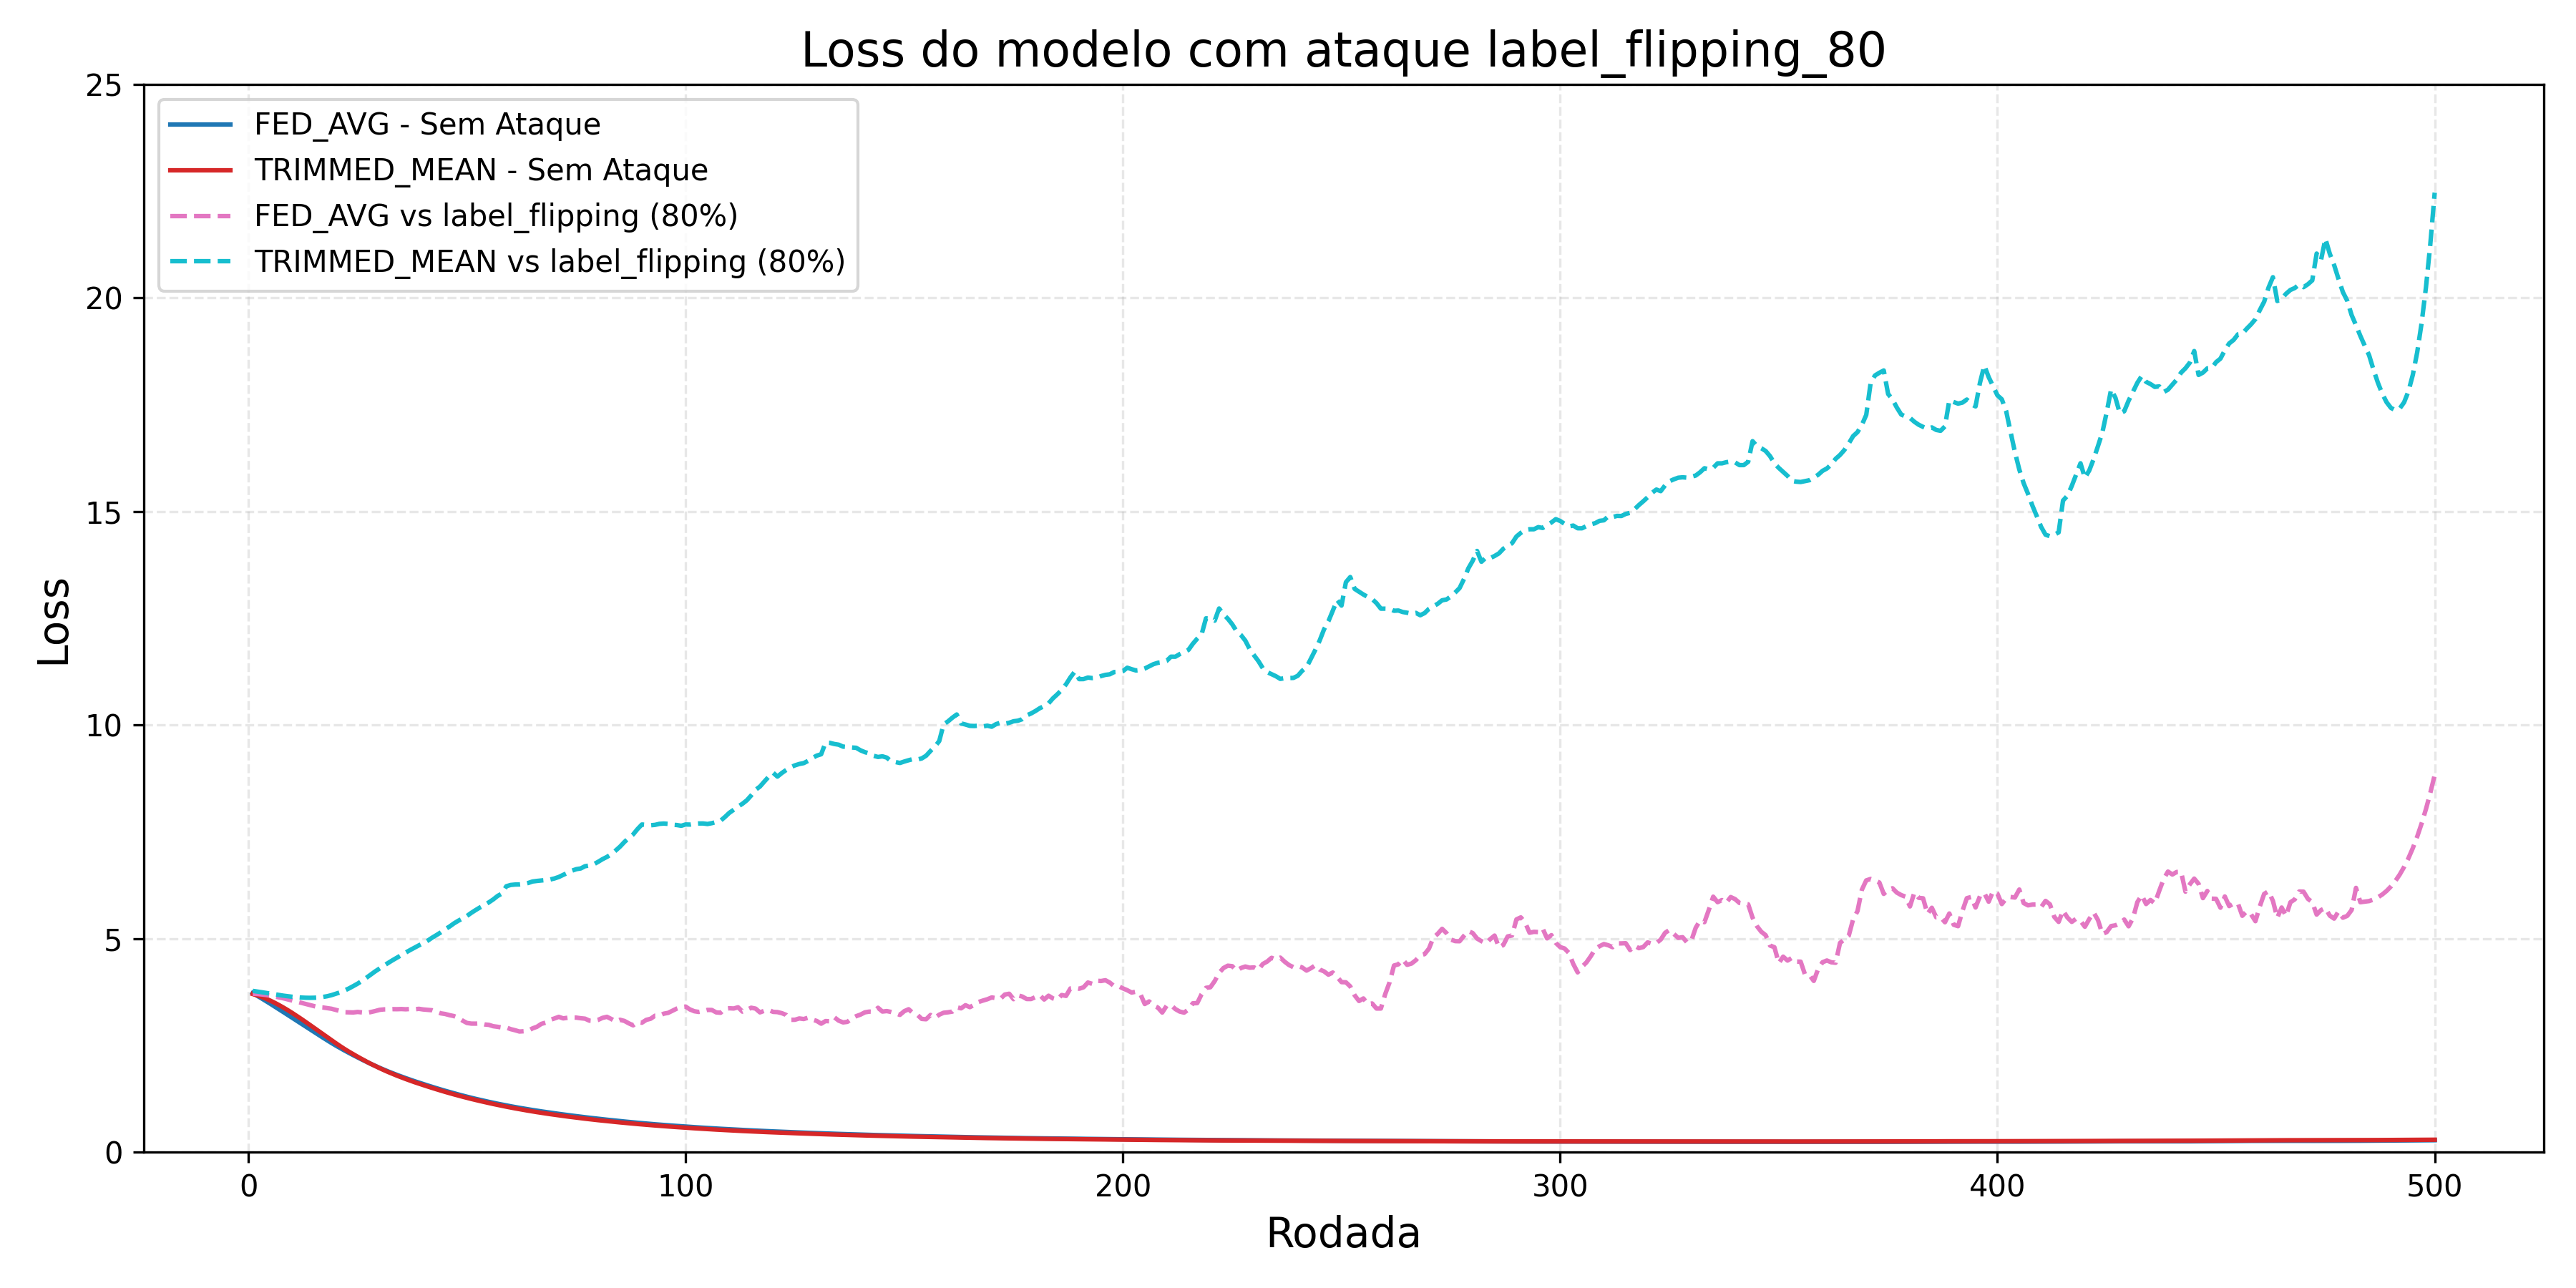 Loss do modelo com ataque label_flipping_80
FED_AVG - Sem Ataque
TRIMMED_MEAN - Sem Ataque
FED_AVG vs label_flipping (80%)
TRIMMED_MEAN vs label_flipping (80%)
25
20
15
10
5
0
Loss
0 100 200 300 400 500
Rodada